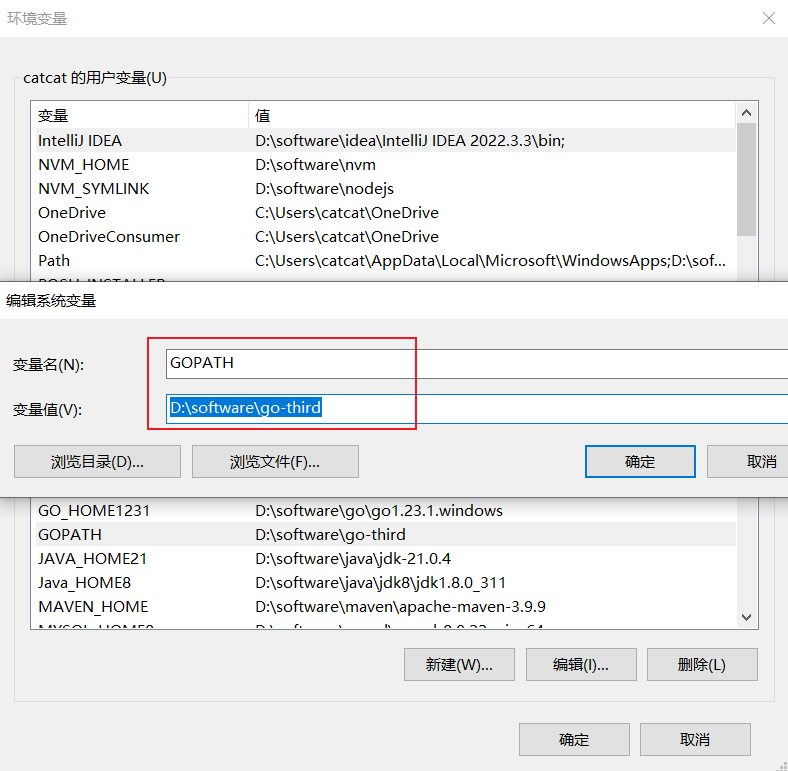 环境变量
catcat 的用户变量(U)
变量 值
IntelliJ IDEA D:\software\idea\IntelliJ IDEA 2022.3.3\bin;
NVM_HOME D:\software\nvm
NVM_SYMLINK D:\software\nodejs
OneDrive C:\Users\catcat\OneDrive
OneDriveConsumer C:\Users\catcat\OneDrive
Path C:\Users\catcat\AppData\Local\Microsoft\WindowsApps;D:\sof...
编辑系统变量
变量名(N): GOPATH
变量值(V): D:\software\go-third
浏览目录(D)... 浏览文件(F)... 确定 取消
GO_HOME1231 D:\software\go\go1.23.1.windows
GOPATH D:\software\go-third
JAVA_HOME21 D:\software\java\jdk-21.0.4
Java_HOME8 D:\software\java\jdk8\jdk1.8.0_311
MAVEN_HOME D:\software\maven\apache-maven-3.9.9
新建(W)... 编辑(I)... 删除(L)
确定 取消